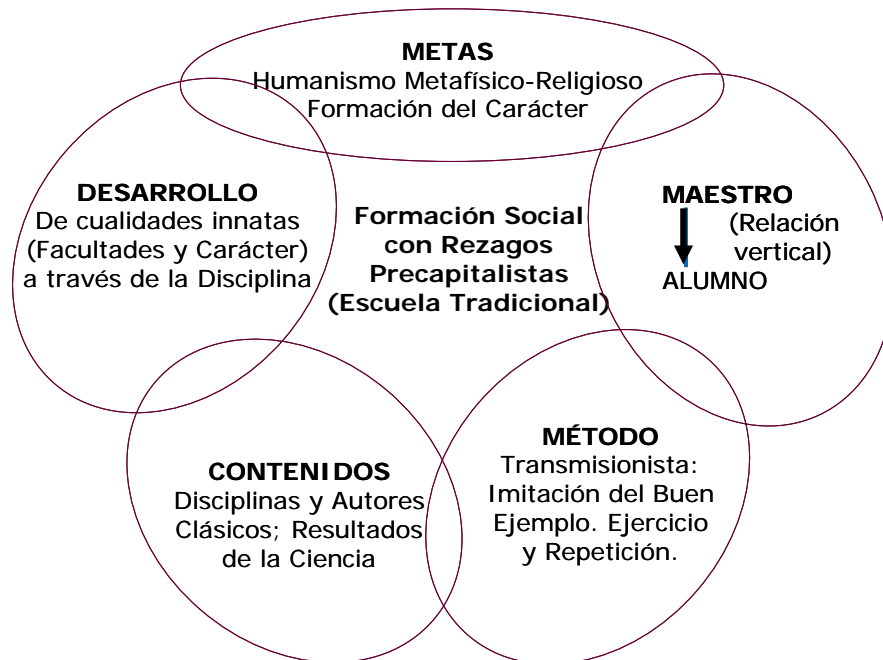 METAS
Humanismo Metafísico-Religioso
Formación del Carácter
DESARROLLO
De cualidades innatas
(Facultades y Carácter)
a través de la Disciplina
Formación Social
con Rezagos
Precapitalistas
(Escuela Tradicional)
MAESTRO
(Relación
vertical)
ALUMNO
CONTENIDOS
Disciplinas y Autores
Clásicos; Resultados
de la Ciencia
MÉTODO
Transmisionista:
Imitación del Buen
Ejemplo. Ejercicio
y Repetición.